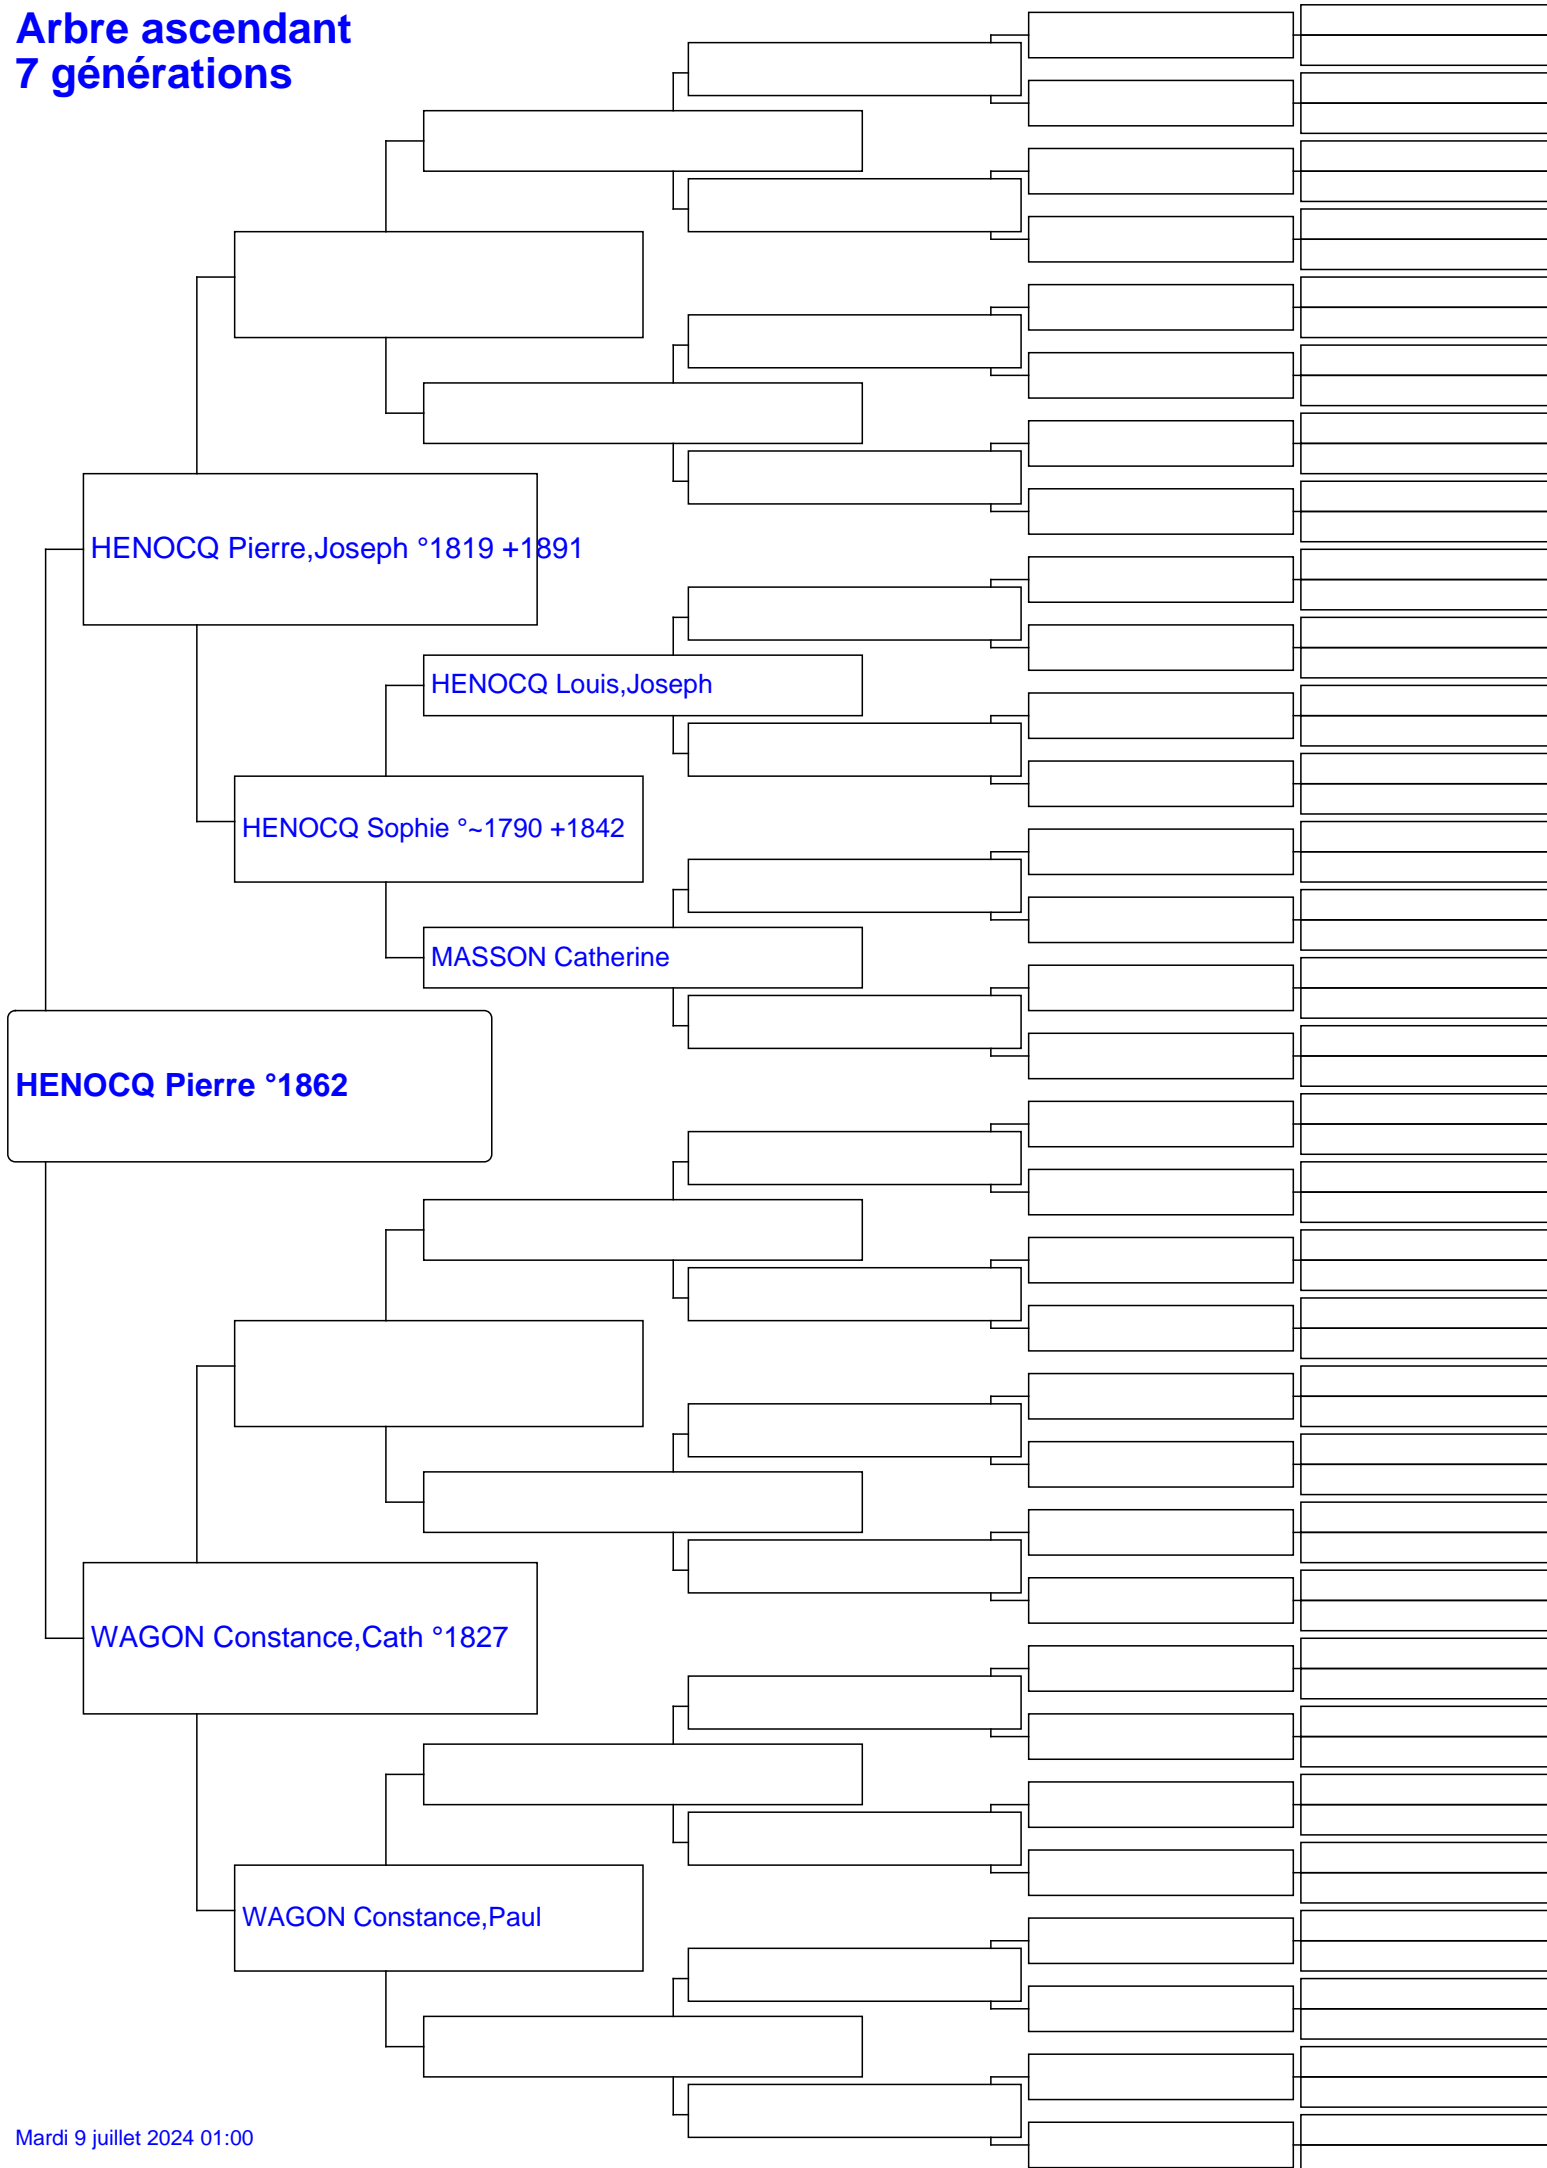 Arbre ascendant
7 générations
HENOCQ Pierre,Joseph °1819 +1891
HENOCQ Louis,Joseph
HENOCQ Sophie °~1790 +1842
MASSON Catherine
HENOCQ Pierre °1862
WAGON Constance,Cath °1827
WAGON Constance,Paul
Mardi 9 juillet 2024 01:00